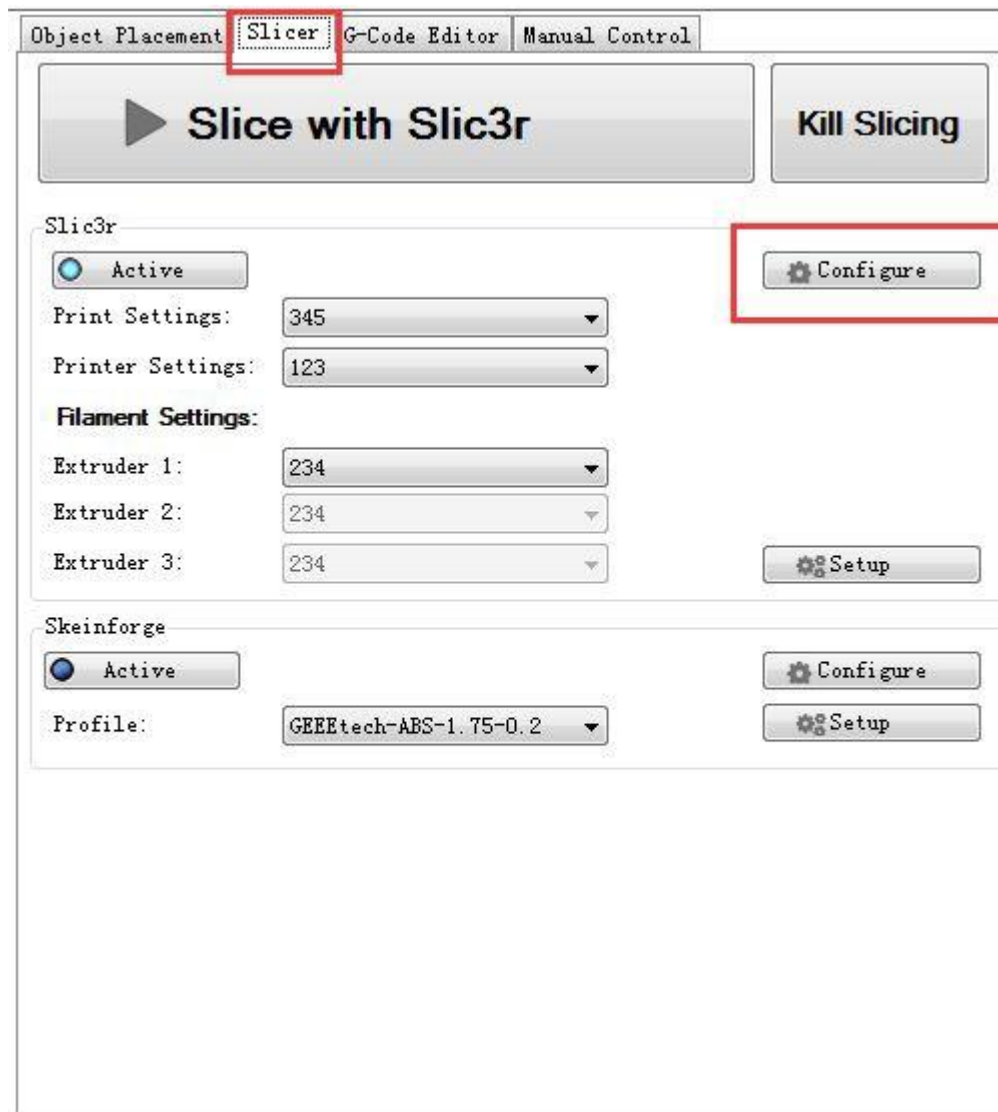 Object Placement Slicer G-Code Editor Manual Control
Slice with Slic3r Kill Slicing
Slic3r
Active Configure
Print Settings: 345
Printer Settings: 123
Filament Settings:
Extruder 1: 234
Extruder 2: 234
Extruder 3: 234 Setup
Skeinforge
Active Configure
Profile: GEEEtech-ABS-1.75-0.2 Setup